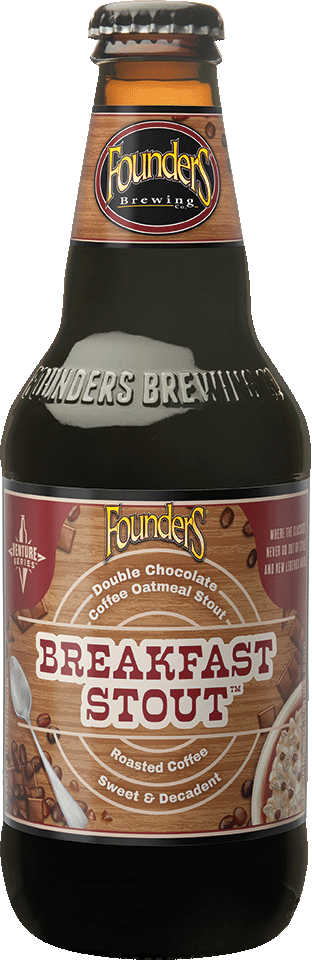 Founders
Brewing
Co.
FOUNDERS BREWING CO.
Founders
VENTURE
SERIES
WHERE THE CLASSICS
NEVER GO OUT OF STYLE
AND NEW LEGENDS
Double Chocolate
Coffee Oatmeal Stout
BREAKFAST
STOUT™
Roasted Coffee
Sweet & Decadent